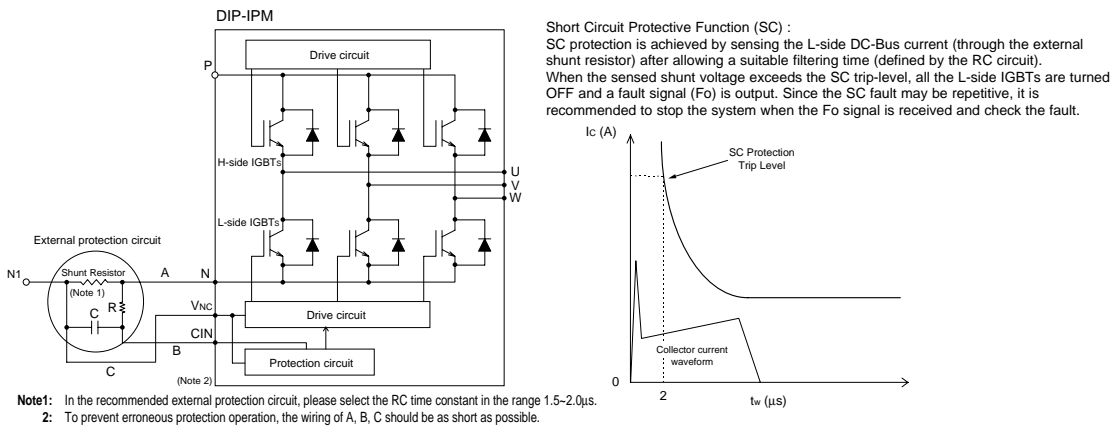 DIP-IPM
Drive circuit
P
H-side IGBTS
U
V
W
L-side IGBTS
External protection circuit
N1
Shunt Resistor
A
N
(Note 1)
VNC
C
R
Drive circuit
CIN
B
C
Protection circuit
(Note 2)
Short Circuit Protective Function (SC) :
SC protection is achieved by sensing the L-side DC-Bus current (through the external
shunt resistor) after allowing a suitable filtering time (defined by the RC circuit).
When the sensed shunt voltage exceeds the SC trip-level, all the L-side IGBTs are turned
OFF and a fault signal (Fo) is output. Since the SC fault may be repetitive, it is
recommended to stop the system when the Fo signal is received and check the fault.
IC (A)
SC Protection
Trip Level
Collector current
waveform
0
2
tw (μs)
Note1: In the recommended external protection circuit, please select the RC time constant in the range 1.5~2.0μs.
2: To prevent erroneous protection operation, the wiring of A, B, C should be as short as possible.